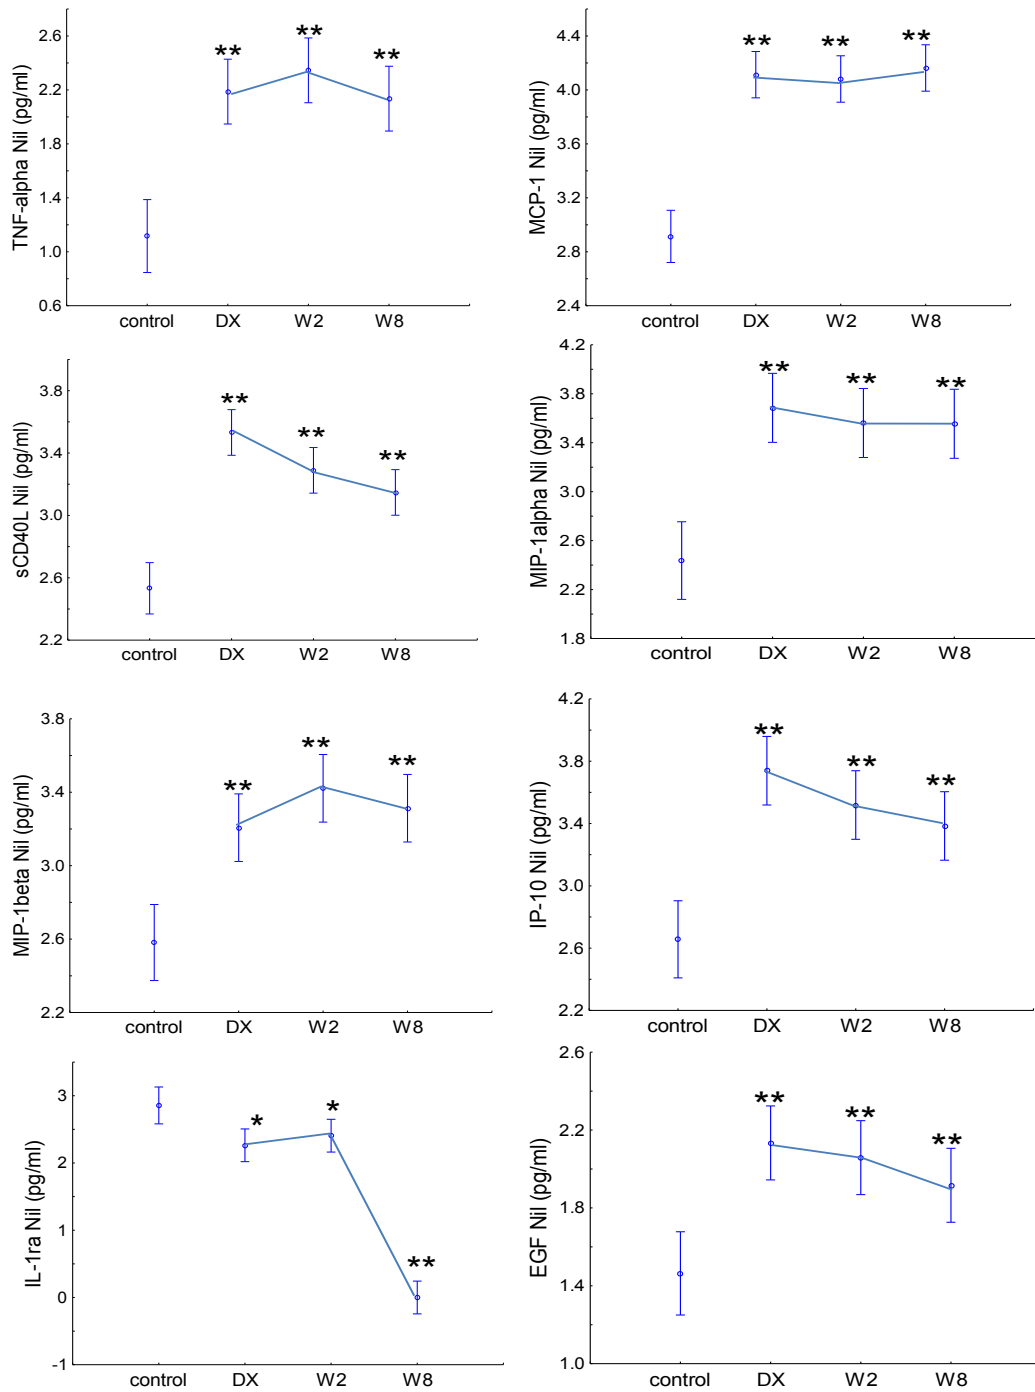 TNF-alpha Nil (pg/ml)
2.6
2.2
1.8
1.4
1.0
0.6
** ** **
control DX W2 W8
MCP-1 Nil (pg/ml)
4.4
4.0
3.6
3.2
2.8
2.4
** ** **
control DX W2 W8
sCD40L Nil (pg/ml)
3.8
3.4
3.0
2.6
2.2
** ** **
control DX W2 W8
MIP-1alpha Nil (pg/ml)
4.2
3.8
3.4
3.0
2.6
2.2
1.8
** ** **
control DX W2 W8
MIP-1beta Nil (pg/ml)
3.8
3.4
3.0
2.6
2.2
** ** **
control DX W2 W8
IP-10 Nil (pg/ml)
4.2
3.8
3.4
3.0
2.6
2.2
** ** **
control DX W2 W8
IL-1ra Nil (pg/ml)
3
2
1
0
-1
* * **
control DX W2 W8
EGF Nil (pg/ml)
2.6
2.2
1.8
1.4
1.0
** ** **
control DX W2 W8